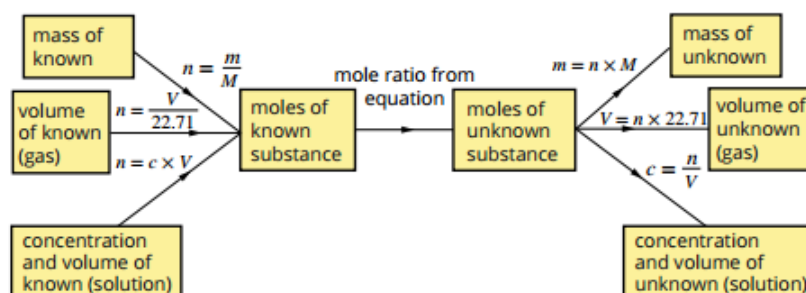 mass of
known
n = m/M
volume
of known
(gas)
n = V/22.71
n = c × V
concentration
and volume of
known (solution)
moles of
known
substance
mole ratio from
equation
moles of
unknown
substance
m = n × M
mass of
unknown
V = n × 22.71
volume of
unknown
(gas)
c = n/V
concentration
and volume of
unknown (solution)